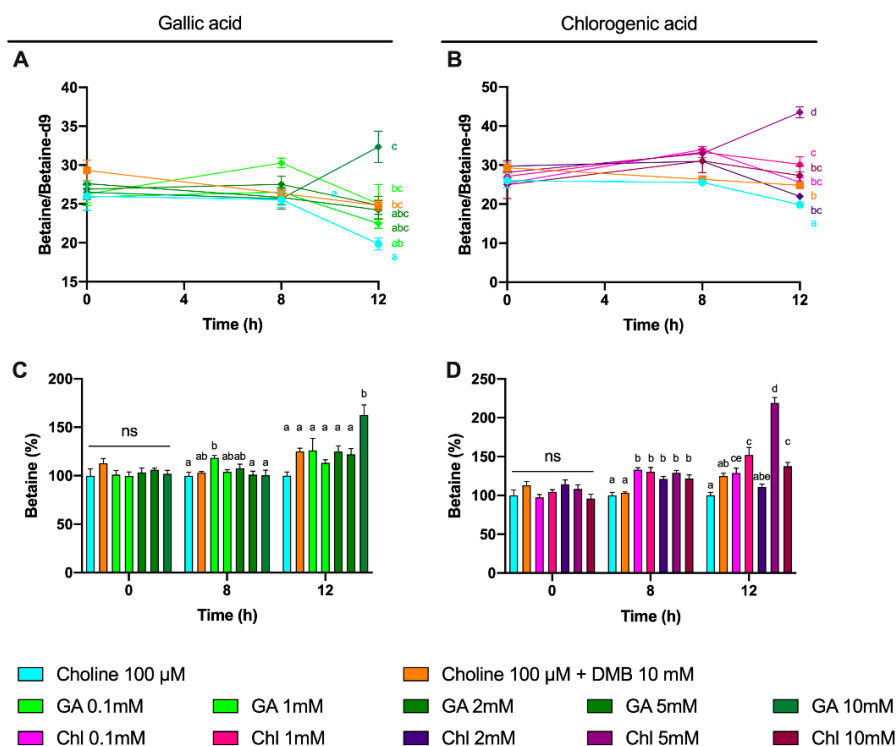 Gallic acid
Chlorogenic acid
A
B
40
35
30
25
20
15
Betaine/Betaine-d9
0
4
8
12
Time (h)
a
c
bc
bc
abc
abc
ab
a
50
40
30
20
10
0
Betaine/Betaine-d9
0
4
8
12
Time (h)
d
c
bc
bc
b
bc
a
C
D
200
150
100
50
0
Betaine (%)
ns
a ab b ab ab a a
a a a a a a b
0
8
12
Time (h)
250
200
150
100
50
0
Betaine (%)
ns
a a b b b b b
a ab ce c abe d c
0
8
12
Time (h)
Choline 100 μM
Choline 100 μM + DMB 10 mM
GA 0.1mM
GA 1mM
GA 2mM
GA 5mM
GA 10mM
Chl 0.1mM
Chl 1mM
Chl 2mM
Chl 5mM
Chl 10mM